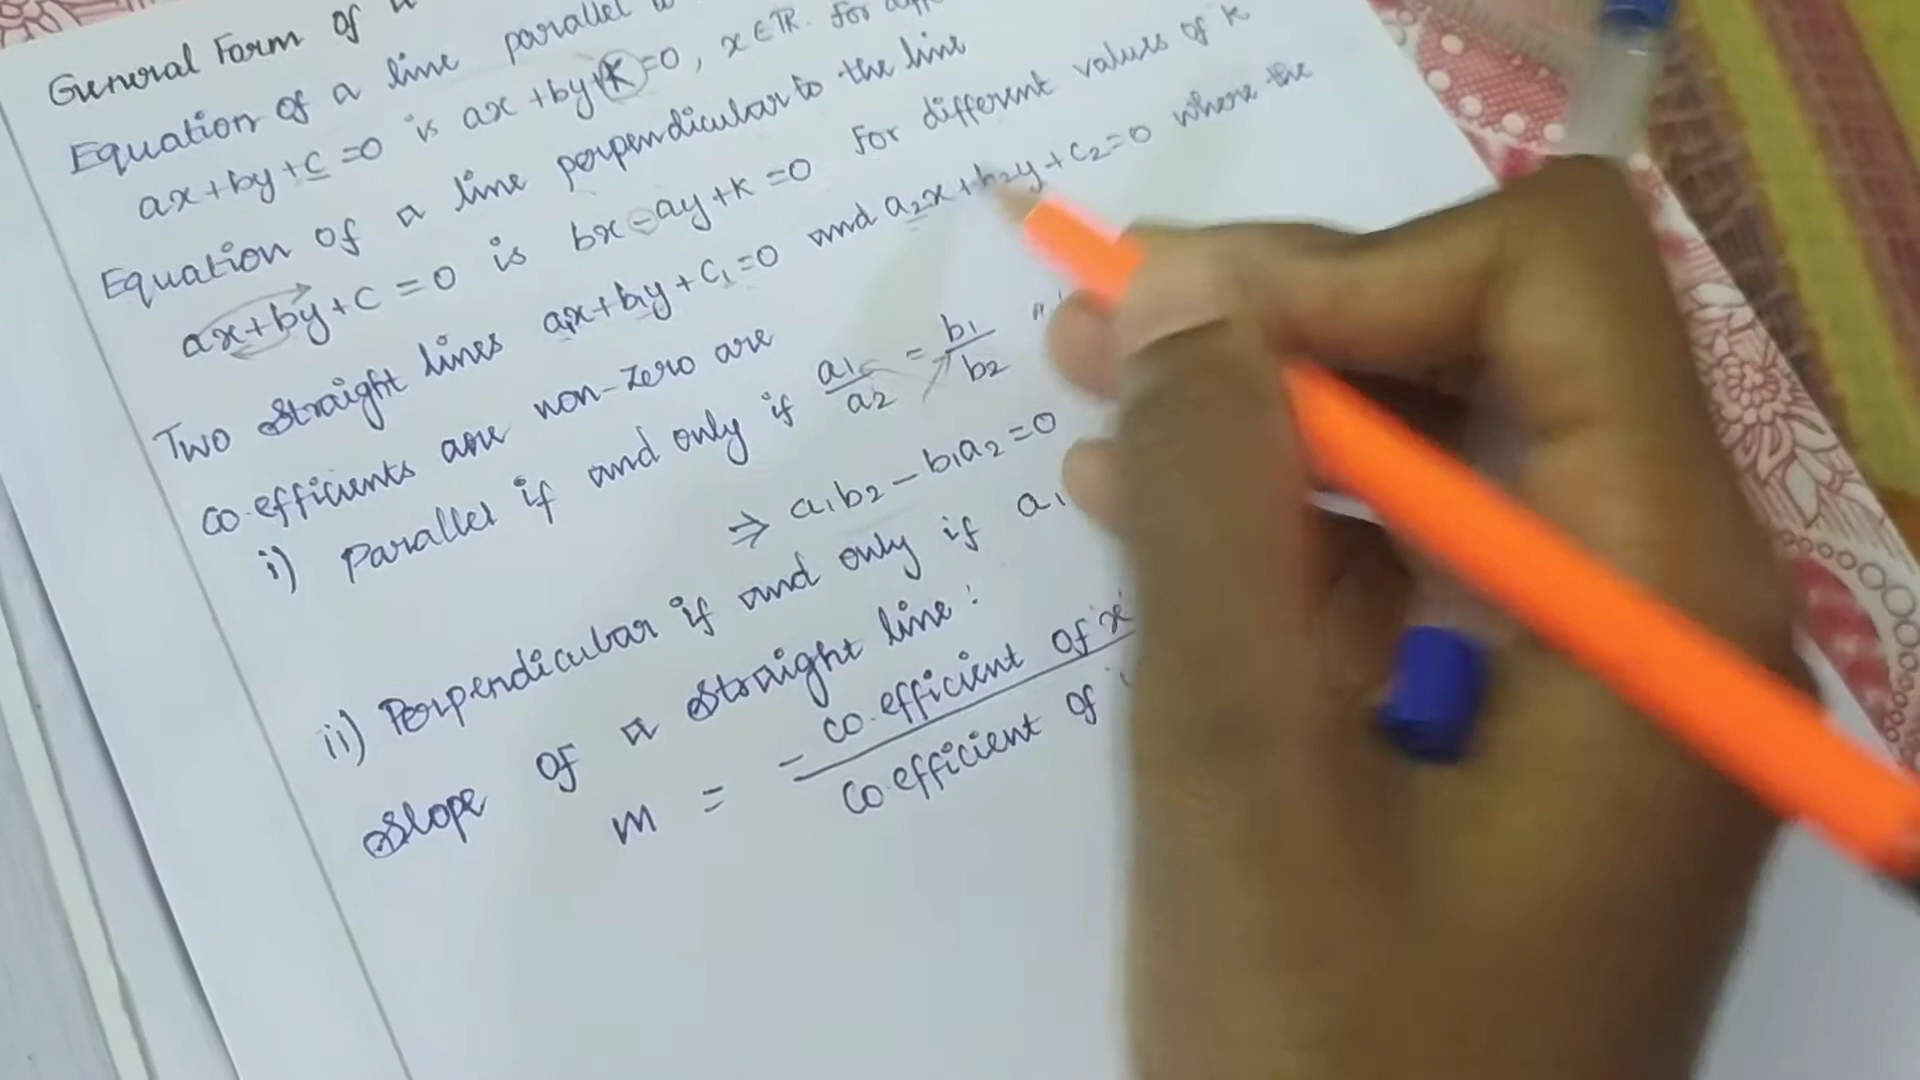 General Form of
Equation of a line parallel
ax+by+c=0 is ax+by+k=0, x∈ℝ. For
Equation of a line perpendicular to the line
ax+by+c=0 is bx-ay+k=0 For different values of k
Two Straight lines a₁x+b₁y+c₁=0 and a₂x+b₂y+c₂=0 where the
co.efficients are non-zero are
i) Parallel if and only if a₁/a₂ = b₁/b₂
⇒ a₁b₂-b₁a₂=0
ii) Perpendicular if and only if a₁
Slope of a straight line:
m = -co.efficient of 'x' / co.efficient of